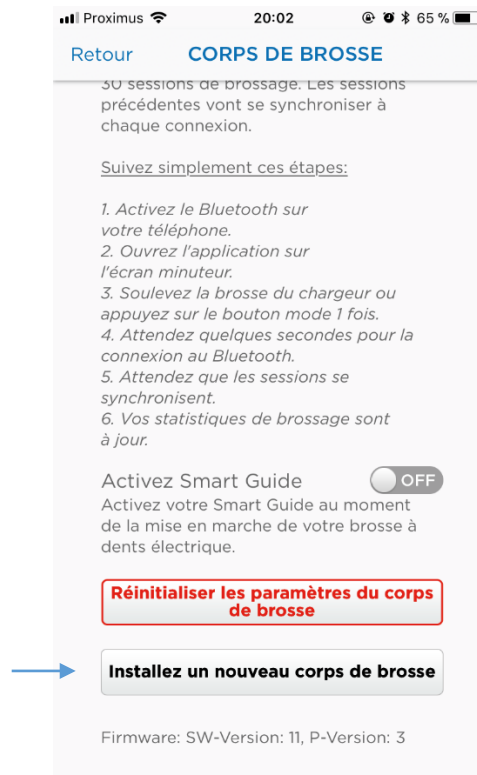 Proximus 20:02 65 %
Retour CORPS DE BROSSE
30 sessions de brossage. Les sessions
précédentes vont se synchroniser à
chaque connexion.
Suivez simplement ces étapes:
1. Activez le Bluetooth sur
votre téléphone.
2. Ouvrez l'application sur
l'écran minuteur.
3. Soulevez la brosse du chargeur ou
appuyez sur le bouton mode 1 fois.
4. Attendez quelques secondes pour la
connexion au Bluetooth.
5. Attendez que les sessions se
synchronisent.
6. Vos statistiques de brossage sont
à jour.
Activez Smart Guide OFF
Activez votre Smart Guide au moment
de la mise en marche de votre brosse à
dents électrique.
Réinitialiser les paramètres du corps
de brosse
Installez un nouveau corps de brosse
Firmware: SW-Version: 11, P-Version: 3